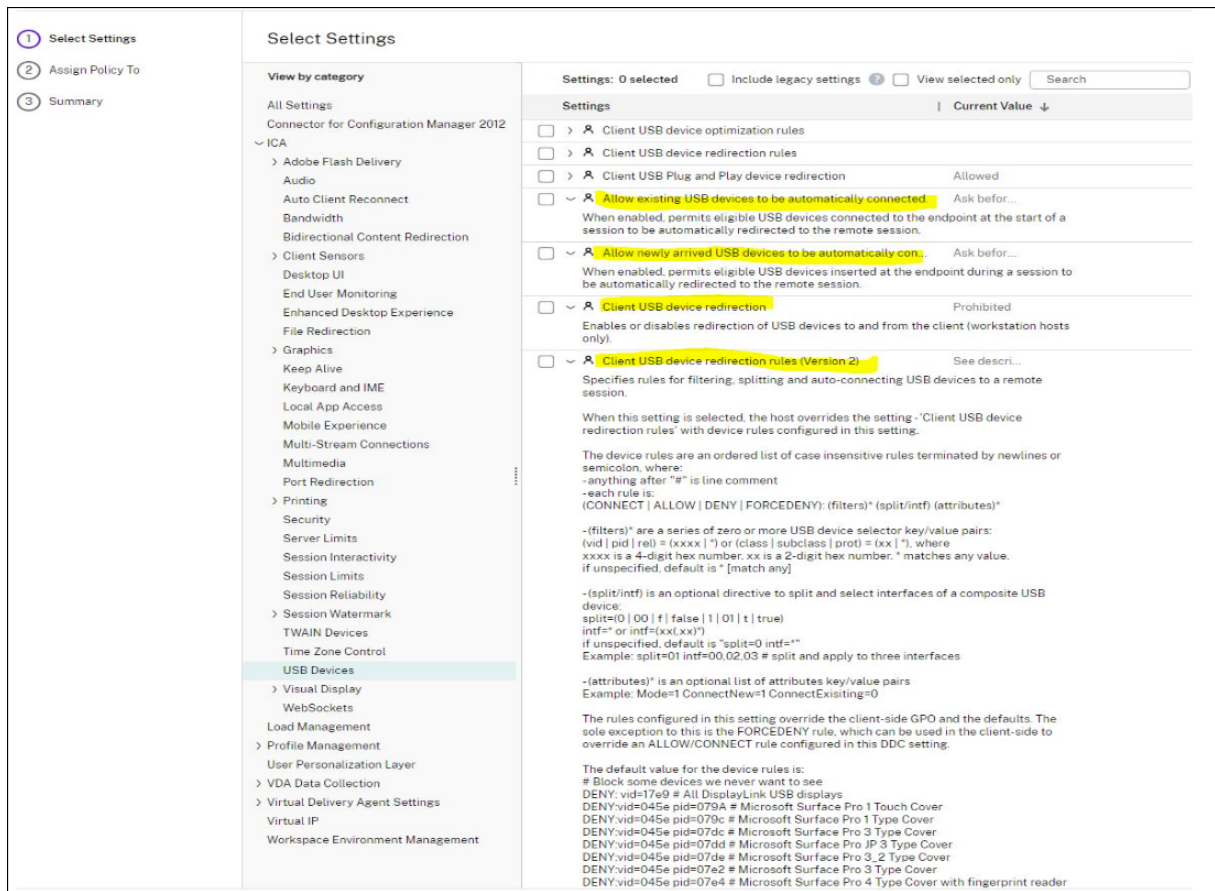 1 Select Settings
2 Assign Policy To
3 Summary
Select Settings
View by category
All Settings
Connector for Configuration Manager 2012
ICA
Adobe Flash Delivery
Audio
Auto Client Reconnect
Bandwidth
Bidirectional Content Redirection
Client Sensors
Desktop UI
End User Monitoring
Enhanced Desktop Experience
File Redirection
Graphics
Keep Alive
Keyboard and IME
Local App Access
Mobile Experience
Multi-Stream Connections
Multimedia
Port Redirection
Printing
Security
Server Limits
Session Interactivity
Session Limits
Session Reliability
Session Watermark
TWAIN Devices
Time Zone Control
USB Devices
Visual Display
WebSockets
Load Management
Profile Management
User Personalization Layer
VDA Data Collection
Virtual Delivery Agent Settings
Virtual IP
Workspace Environment Management
Settings: 0 selected Include legacy settings ? View selected only Search
Settings | Current Value ↓
Client USB device optimization rules
Client USB device redirection rules
Client USB Plug and Play device redirection Allowed
Allow existing USB devices to be automatically connected. Ask befor...
When enabled, permits eligible USB devices connected to the endpoint at the start of a
session to be automatically redirected to the remote session.
Allow newly arrived USB devices to be automatically con... Ask befor...
When enabled, permits eligible USB devices inserted at the endpoint during a session to
be automatically redirected to the remote session.
Client USB device redirection Prohibited
Enables or disables redirection of USB devices to and from the client (workstation hosts
only).
Client USB device redirection rules (Version 2) See descri...
Specifies rules for filtering, splitting and auto-connecting USB devices to a remote
session.
When this setting is selected, the host overrides the setting -'Client USB device
redirection rules' with device rules configured in this setting.
The device rules are an ordered list of case insensitive rules terminated by newlines or
semicolon, where:
-anything after "#" is line comment
-each rule is:
(CONNECT | ALLOW | DENY | FORCEDENY): (filters)* (split/intf) (attributes)*
-(filters)* are a series of zero or more USB device selector key/value pairs:
(vid | pid | rel) = (xxxx | *) or (class | subclass | prot) = (xx | *), where
xxxx is a 4-digit hex number. xx is a 2-digit hex number. * matches any value.
if unspecified, default is * [match any]
-(split/intf) is an optional directive to split and select interfaces of a composite USB
device:
split=(0 | 00 | f | false | 1 | 01 | t | true)
intf=* or intf=(xx(,xx)*)
if unspecified, default is "split=0 intf=*"
Example: split=01 intf=00,02,03 # split and apply to three interfaces
-(attributes)* is an optional list of attributes key/value pairs
Example: Mode=1 ConnectNew=1 ConnectExisiting=0
The rules configured in this setting override the client-side GPO and the defaults. The
sole exception to this is the FORCEDENY rule, which can be used in the client-side to
override an ALLOW/CONNECT rule configured in this DDC setting.
The default value for the device rules is:
# Block some devices we never want to see
DENY: vid=17e9 # All DisplayLink USB displays
DENY:vid=045e pid=079A # Microsoft Surface Pro 1 Touch Cover
DENY:vid=045e pid=079c # Microsoft Surface Pro 1 Type Cover
DENY:vid=045e pid=07dc # Microsoft Surface Pro 3 Type Cover
DENY:vid=045e pid=07dd # Microsoft Surface Pro JP 3 Type Cover
DENY:vid=045e pid=07de # Microsoft Surface Pro 3_2 Type Cover
DENY:vid=045e pid=07e2 # Microsoft Surface Pro 3 Type Cover
DENY:vid=045e pid=07e4 # Microsoft Surface Pro 4 Type Cover with fingerprint reader